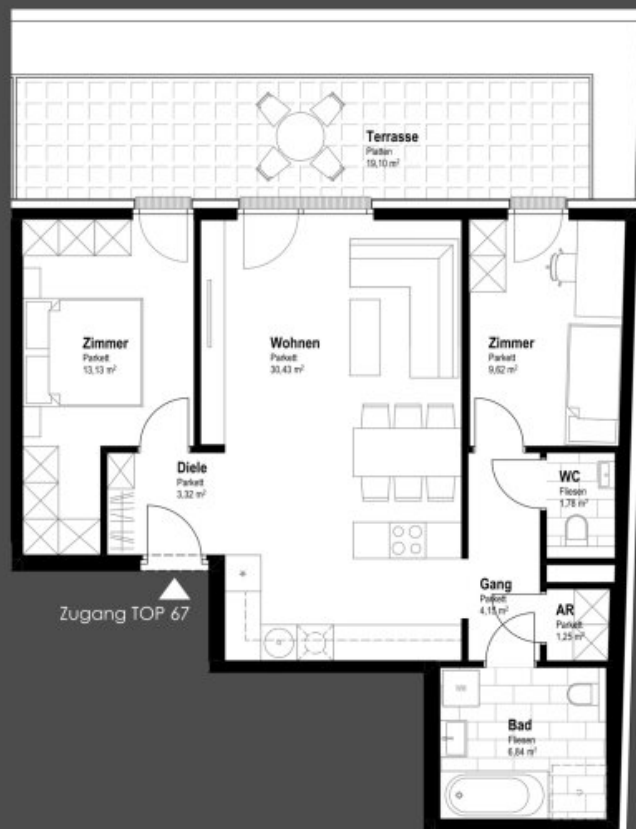 Terrasse
Platten
19,10 m²
Zimmer
Parkett
13,13 m²
Wohnen
Parkett
30,43 m²
Zimmer
Parkett
9,62 m²
Diele
Parkett
3,32 m²
WC
Fliesen
1,78 m²
Gang
Parkett
4,15 m²
AR
Parkett
1,25 m²
Zugang TOP 67
Bad
Fliesen
6,84 m²